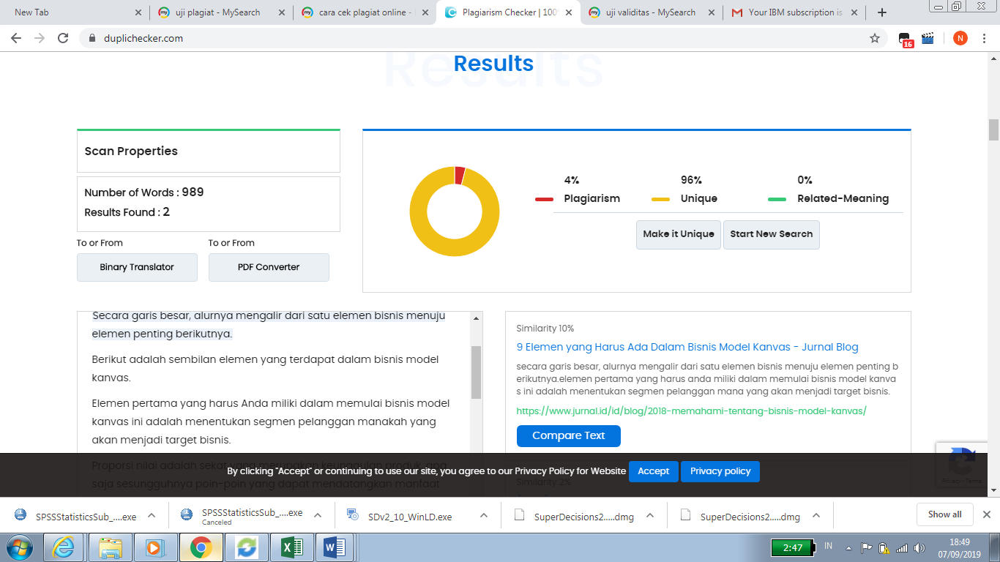 New Tab
uji plagiat - MySearch
cara cek plagiat online -
Plagiarism Checker | 100%
uji validitas - MySearch
Your IBM subscription is
duplichecker.com
16
N
Results
Results
Scan Properties
Number of Words : 989
Results Found : 2
To or From
To or From
Binary Translator
PDF Converter
4%
96%
0%
Plagiarism
Unique
Related-Meaning
Make it Unique
Start New Search
Secara garis besar, alurnya mengalir dari satu elemen bisnis menuju
elemen penting berikutnya.
Berikut adalah sembilan elemen yang terdapat dalam bisnis model
kanvas.
Elemen pertama yang harus Anda miliki dalam memulai bisnis model
kanvas ini adalah menentukan segmen pelanggan manakah yang
akan menjadi target bisnis.
Proporsi nilai adalah sekat yang merupakan keunggulan produk, apa
saja sesungguhnya poin-poin yang dapat mendatangkan manfaat
Similarity 10%
9 Elemen yang Harus Ada Dalam Bisnis Model Kanvas - Jurnal Blog
secara garis besar, alurnya mengalir dari satu elemen bisnis menuju elemen penting b
erikutnya.elemen pertama yang harus anda miliki dalam memulai bisnis model kanva
s ini adalah menentukan segmen pelanggan mana yang akan menjadi target bisnis.
https://www.jurnal.id/id/blog/2018-memahami-tentang-bisnis-model-kanvas/
Compare Text
Similarity 2%
By clicking "Accept" or continuing to use our site, you agree to our Privacy Policy for Website
Accept
Privacy policy
Privacy - Terms
SPSSStatisticsSub_....exe
SPSSStatisticsSub_....exe
Canceled
SDv2_10_WinLD.exe
SuperDecisions2.....dmg
SuperDecisions2.....dmg
Show all
2:47
IN
18:49
07/09/2019